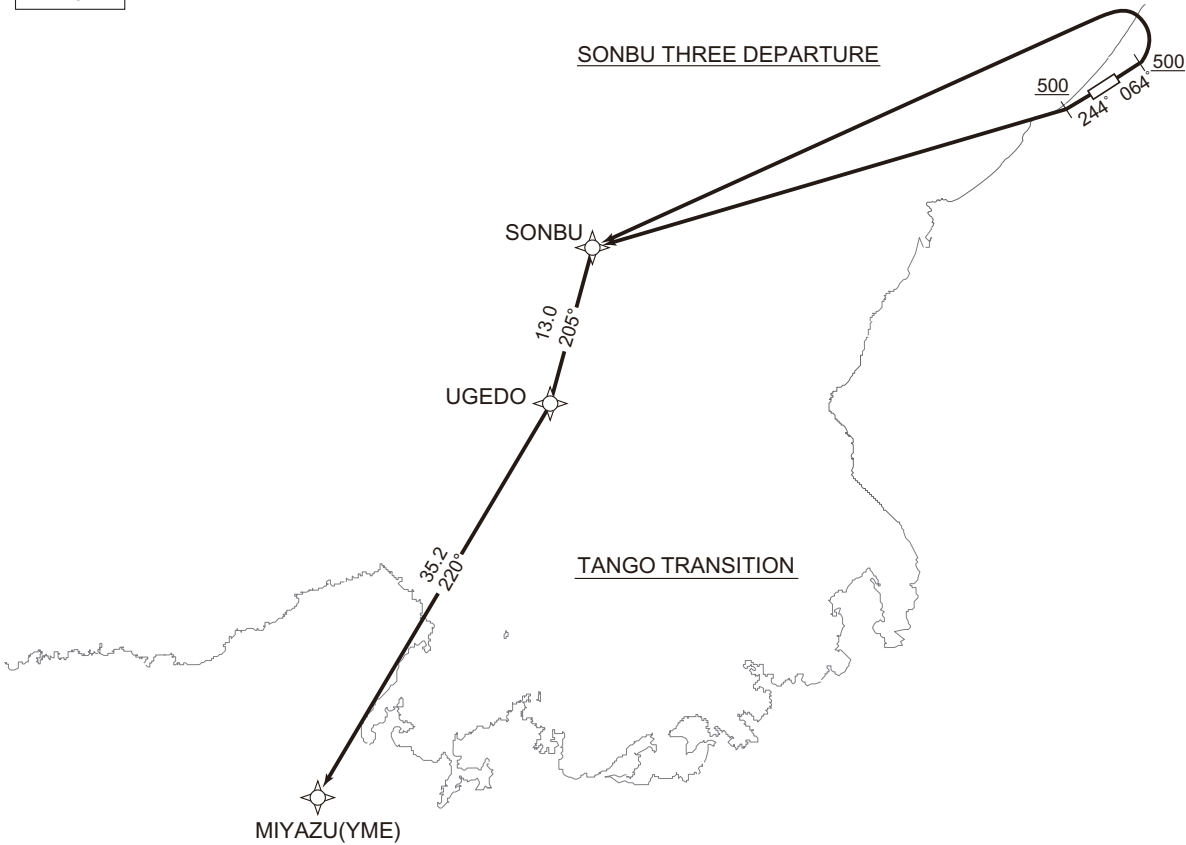 SONBU THREE DEPARTURE
500
500
244°
064°
SONBU
13.0
205°
UGEDO
35.2
220°
TANGO TRANSITION
MIYAZU(YME)